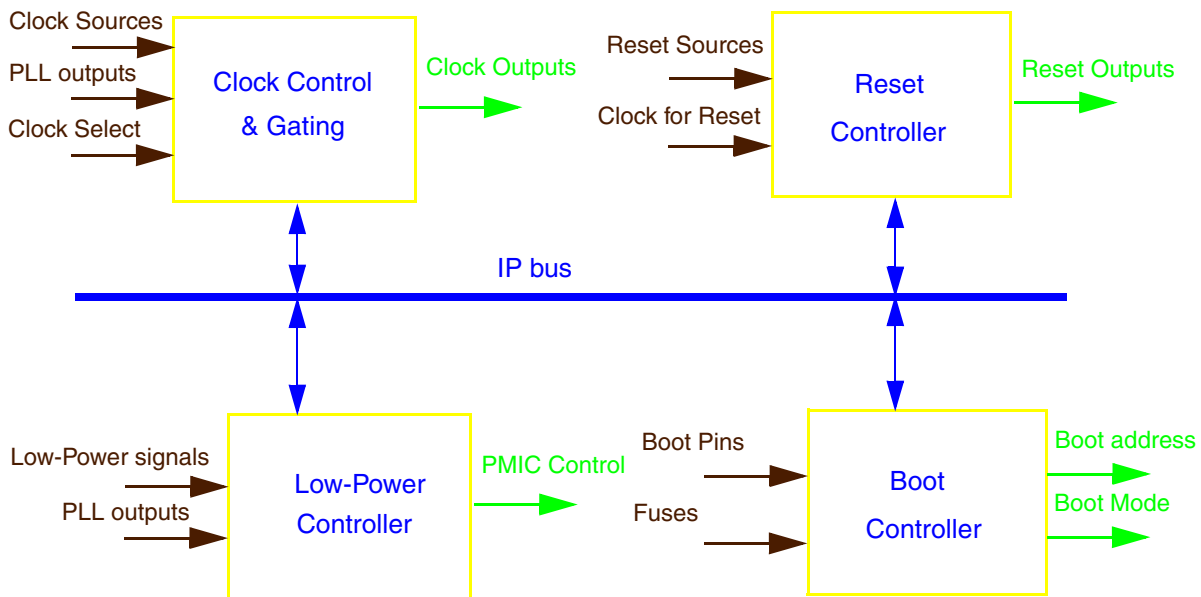 Clock Sources
PLL outputs
Clock Select
Clock Control
& Gating
Clock Outputs
Reset Sources
Clock for Reset
Reset
Controller
Reset Outputs
IP bus
Low-Power signals
PLL outputs
Low-Power
Controller
PMIC Control
Boot Pins
Fuses
Boot
Controller
Boot address
Boot Mode